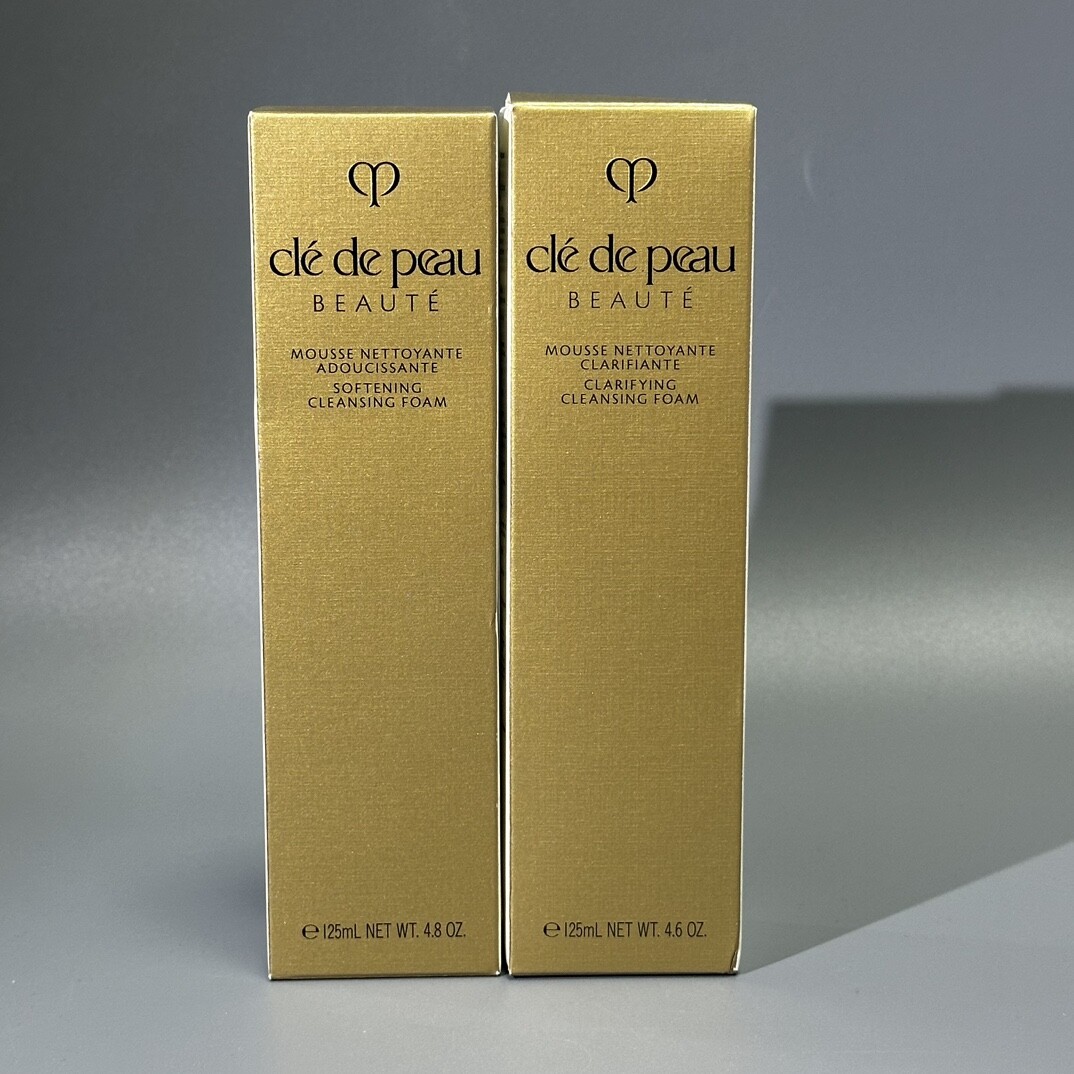 clé de peau
BEAUTÉ
MOUSSE NETTOYANTE
ADOUCISSANTE
SOFTENING
CLEANSING FOAM
℮125mL NET WT. 4.8 OZ.
clé de peau
BEAUTÉ
MOUSSE NETTOYANTE
CLARIFIANTE
CLARIFYING
CLEANSING FOAM
℮125mL NET WT. 4.6 OZ.